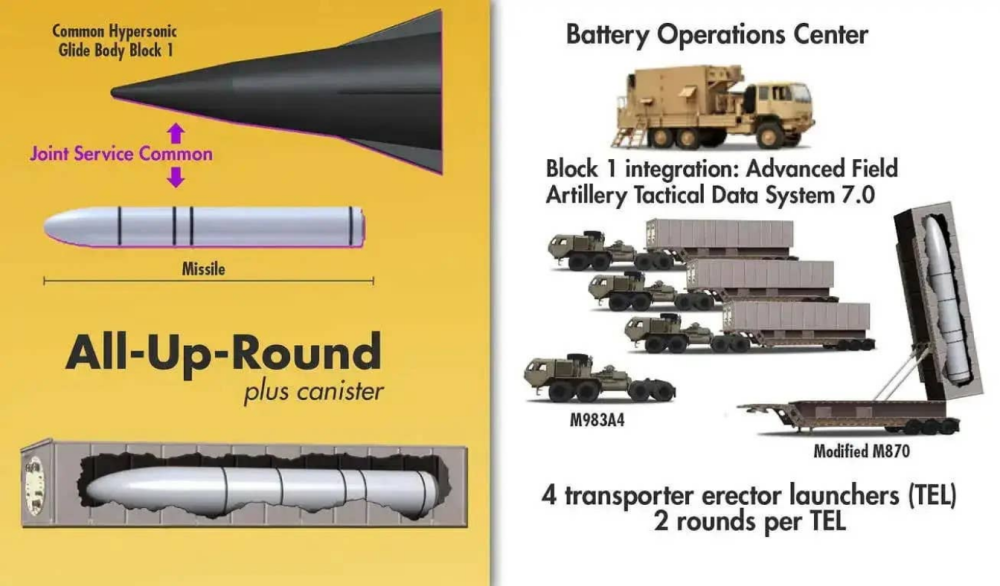 Common Hypersonic
Glide Body Block 1
Joint Service Common
Missile
All-Up-Round
plus canister
Battery Operations Center
Block 1 integration: Advanced Field
Artillery Tactical Data System 7.0
M983A4
Modified M870
4 transporter erector launchers (TEL)
2 rounds per TEL